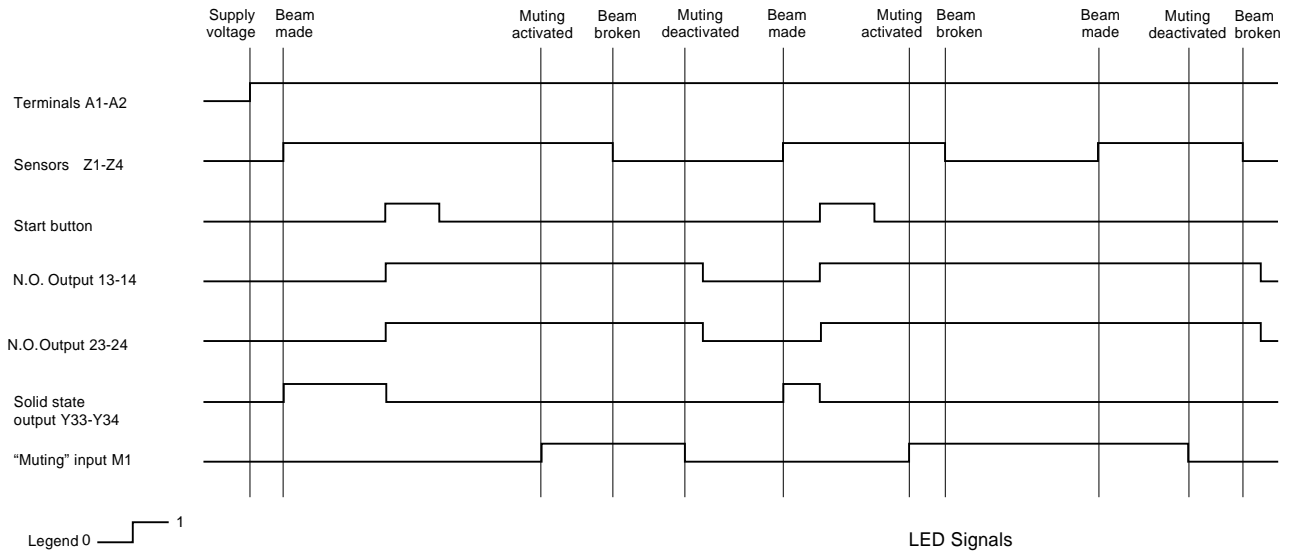 Supply voltage
Beam made
Muting activated
Beam broken
Muting deactivated
Beam made
Muting activated
Beam broken
Beam made
Muting deactivated
Beam broken
Terminals A1-A2
Sensors Z1-Z4
Start button
N.O. Output 13-14
N.O.Output 23-24
Solid state
output Y33-Y34
“Muting” input M1
Legend 0 1
LED Signals